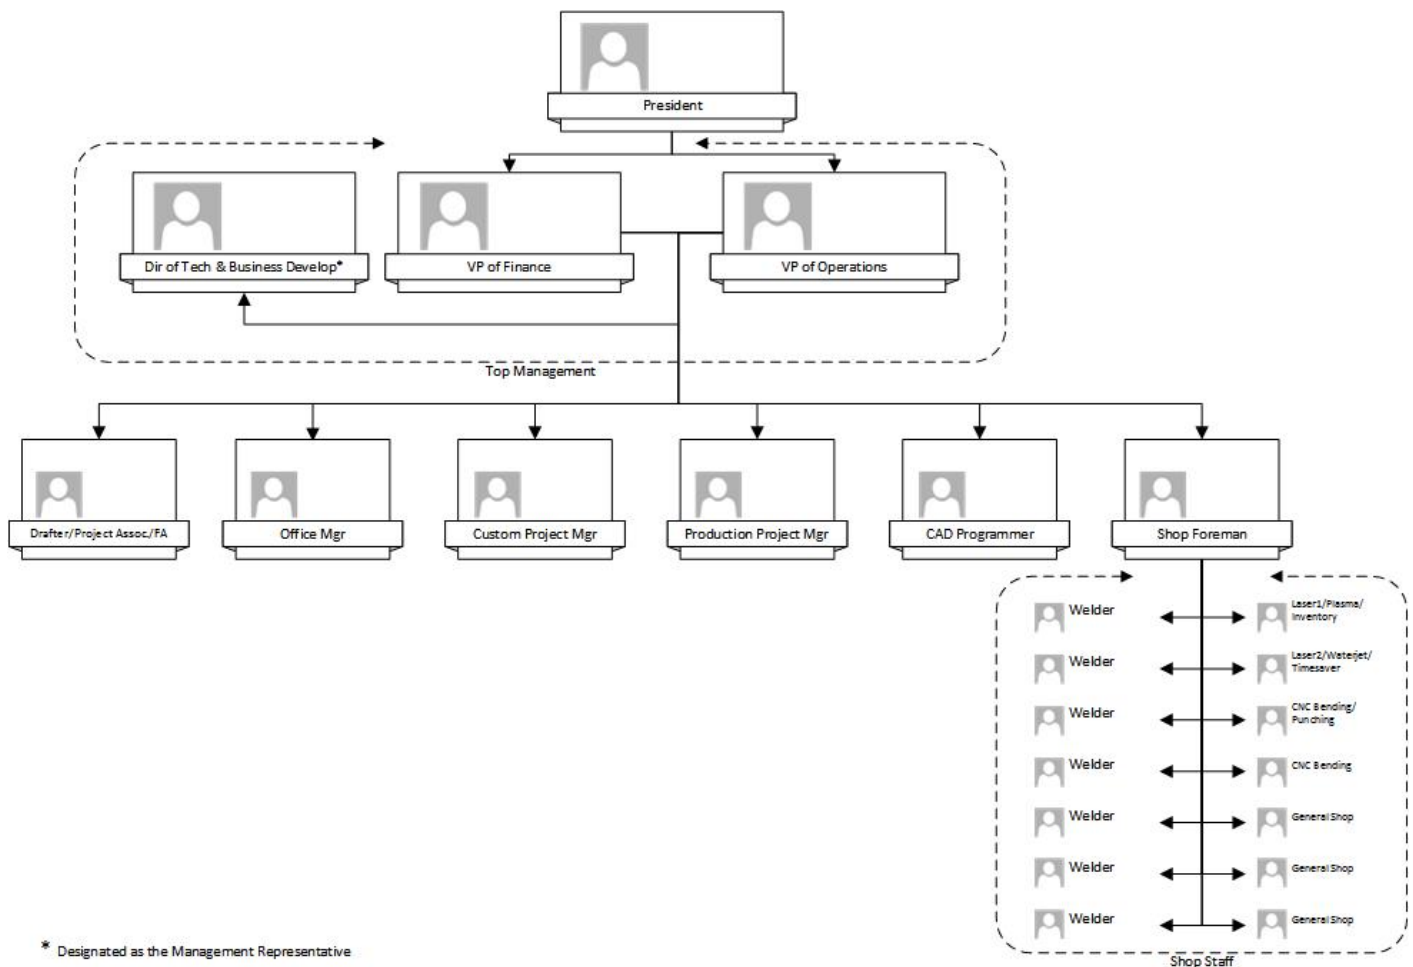 President
Dir of Tech & Business Develop*
VP of Finance
VP of Operations
Top Management
Drafter/Project Assoc./FA
Office Mgr
Custom Project Mgr
Production Project Mgr
CAD Programmer
Shop Foreman
Welder
Laser1/Plasma/
Inventory
Welder
Laser2/Waterjet/
Timesaver
Welder
CNC Bending/
Punching
Welder
CNC Bending
Welder
General Shop
Welder
General Shop
Welder
General Shop
* Designated as the Management Representative
Shop Staff